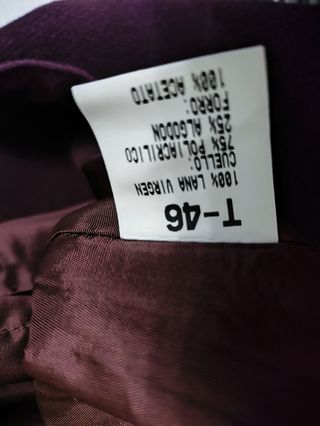 T-46
100% LANA VIRGEN
CUELLO:
75% POLIACRILICO
25% ALGODON
FORRO:
100% ACETATO